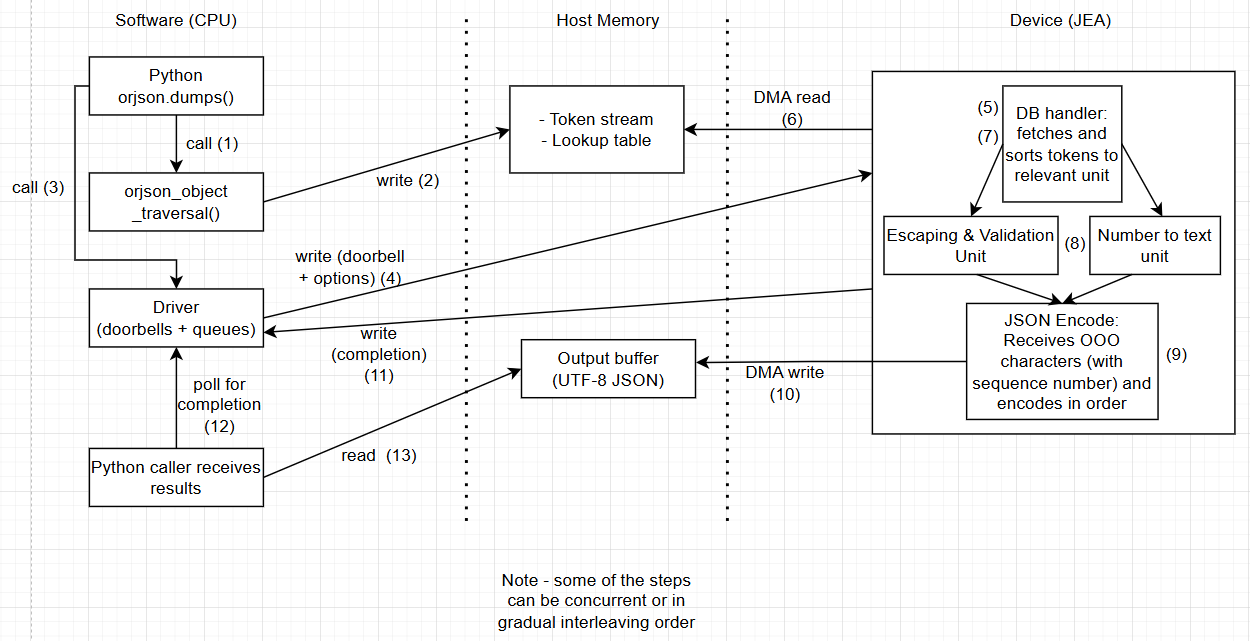 Software (CPU)
Host Memory
Device (JEA)
Python
orjson.dumps()
call (1)
orjson_object
_traversal()
write (2)
call (3)
- Token stream
- Lookup table
DMA read
(6)
(5)
(7)
DB handler:
fetches and
sorts tokens to
relevant unit
Escaping & Validation
Unit
(8)
Number to text
unit
write (doorbell
+ options) (4)
Driver
(doorbells + queues)
write
(completion)
(11)
Output buffer
(UTF-8 JSON)
DMA write
(10)
JSON Encode:
Receives OOO
characters (with
sequence number) and
encodes in order
(9)
poll for
completion
(12)
Python caller receives
results
read (13)
Note - some of the steps
can be concurrent or in
gradual interleaving order